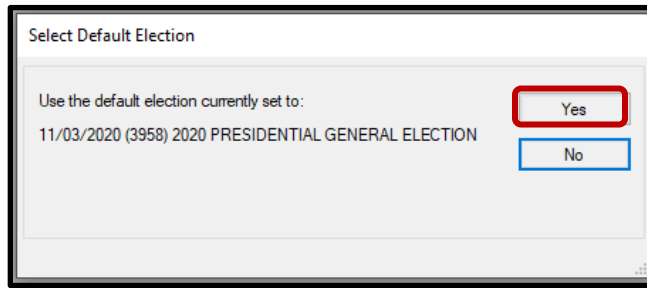 Select Default Election
Use the default election currently set to:
11/03/2020 (3958) 2020 PRESIDENTIAL GENERAL ELECTION
Yes
No